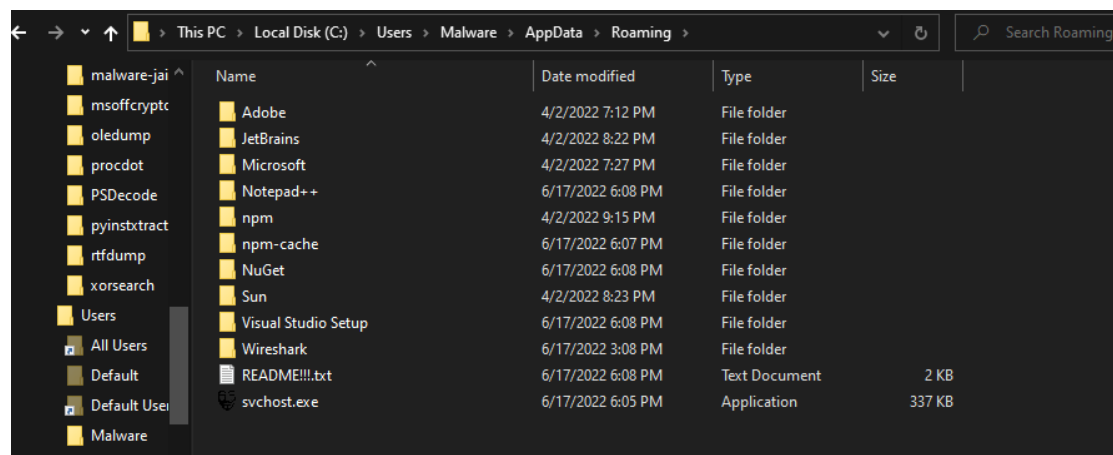 This PC > Local Disk (C:) > Users > Malware > AppData > Roaming >
Search Roaming
malware-jai
msoffcrypto
oledump
procdot
PSDecode
pyinstxtract
rtfdump
xorsearch
Users
All Users
Default
Default User
Malware
Name Date modified Type Size
Adobe 4/2/2022 7:12 PM File folder
JetBrains 4/2/2022 8:22 PM File folder
Microsoft 4/2/2022 7:27 PM File folder
Notepad++ 6/17/2022 6:08 PM File folder
npm 4/2/2022 9:15 PM File folder
npm-cache 6/17/2022 6:07 PM File folder
NuGet 6/17/2022 6:08 PM File folder
Sun 4/2/2022 8:23 PM File folder
Visual Studio Setup 6/17/2022 6:08 PM File folder
Wireshark 6/17/2022 3:08 PM File folder
README!!!.txt 6/17/2022 6:08 PM Text Document 2 KB
svchost.exe 6/17/2022 6:05 PM Application 337 KB